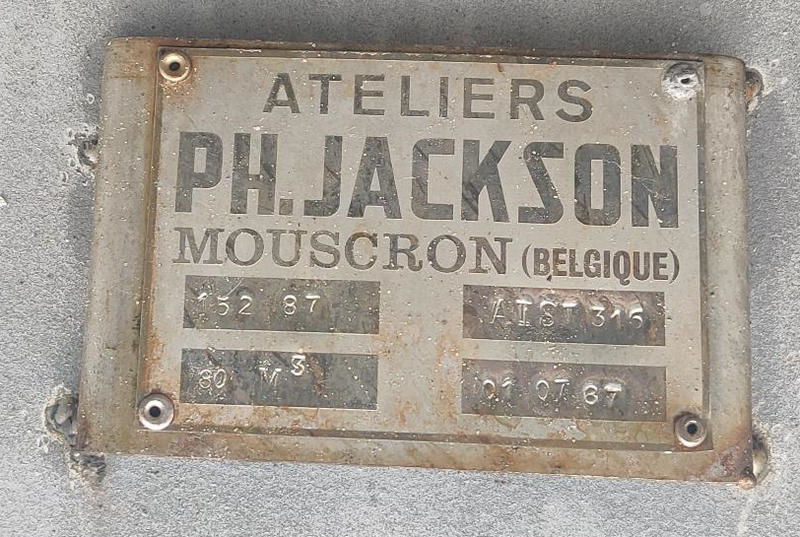 ATELIERS
PH.JACKSON
MOUSCRON (BELGIQUE)
152 87 AISI 316
80 M³ 01 07 87